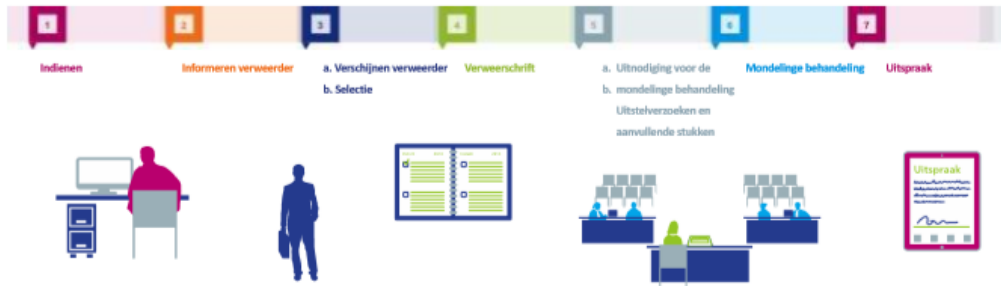 1 2 3 4 5 6 7
Indienen
Informeren verweerder
a. Verschijnen verweerder
b. Selectie
Verweerschrift
a. Uitnodiging voor de
b. mondelinge behandeling
Uitstelverzoeken en
aanvullende stukken
Mondelinge behandeling
Uitspraak
Uitspraak